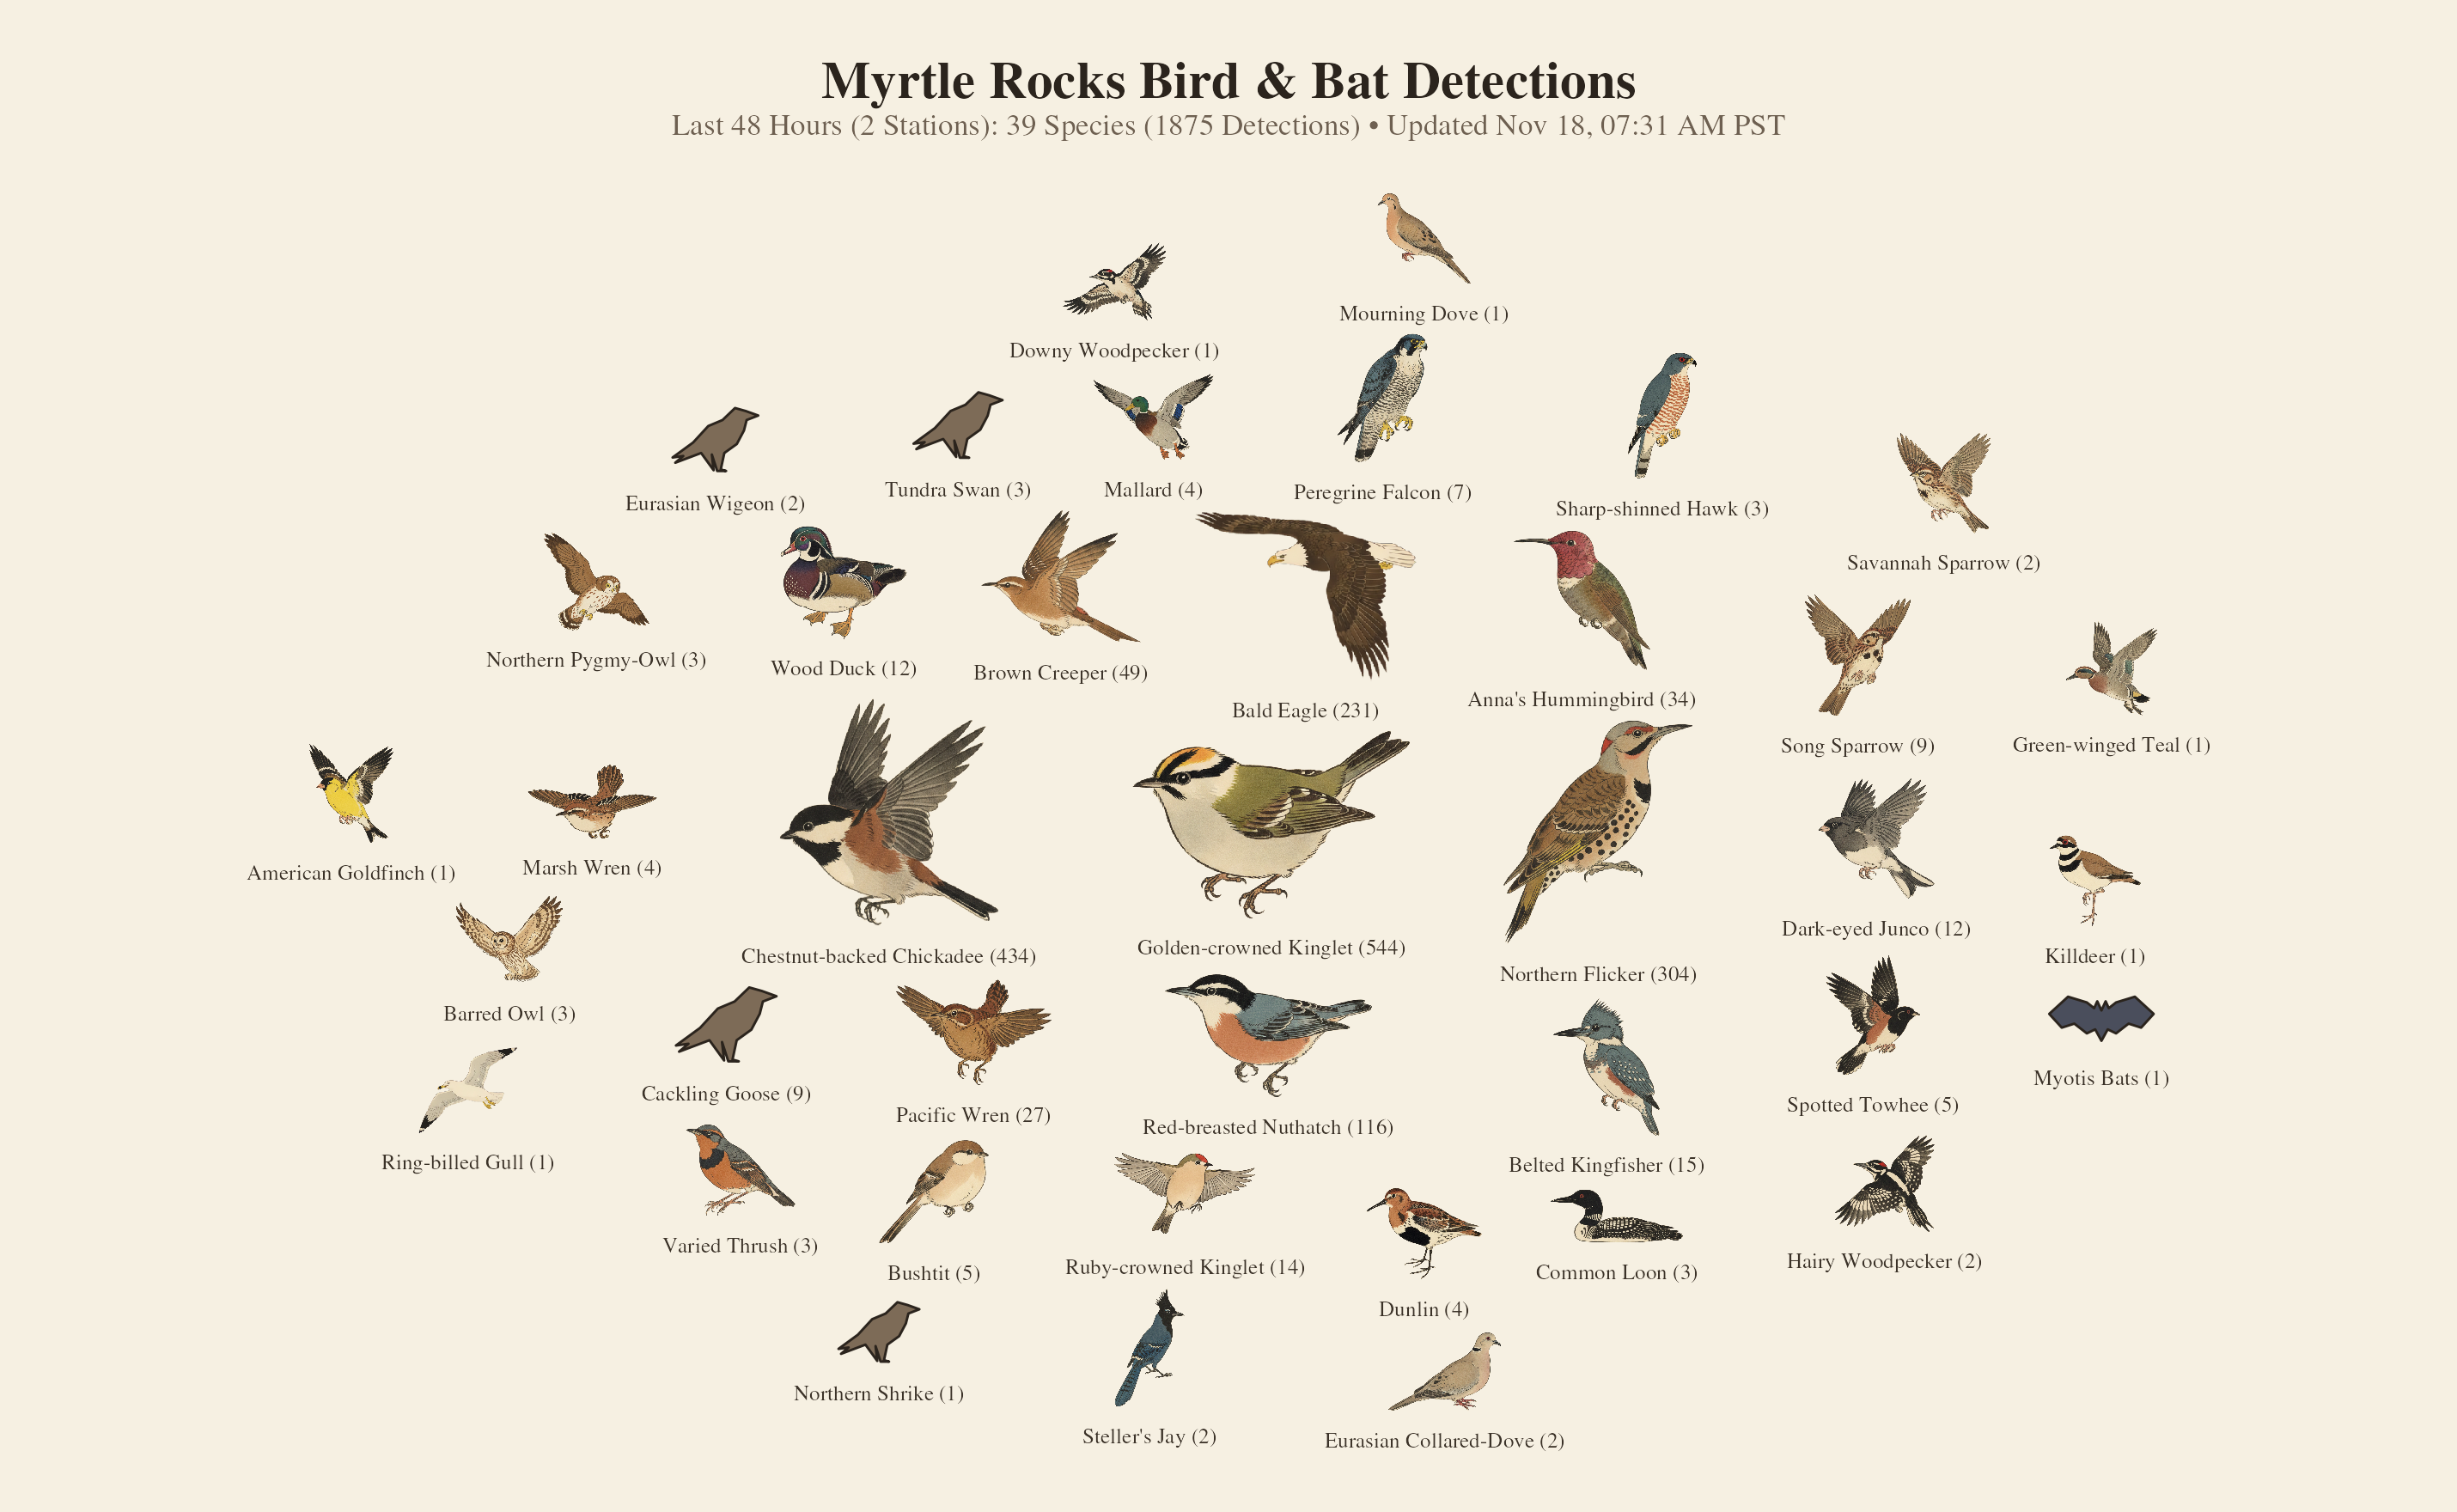 Myrtle Rocks Bird & Bat Detections
Last 48 Hours (2 Stations): 39 Species (1875 Detections) • Updated Nov 18, 07:31 AM PST
Mourning Dove (1)
Downy Woodpecker (1)
Eurasian Wigeon (2)
Tundra Swan (3)
Mallard (4)
Peregrine Falcon (7)
Sharp-shinned Hawk (3)
Savannah Sparrow (2)
Northern Pygmy-Owl (3)
Wood Duck (12)
Brown Creeper (49)
Bald Eagle (231)
Anna's Hummingbird (34)
Song Sparrow (9)
Green-winged Teal (1)
American Goldfinch (1)
Marsh Wren (4)
Chestnut-backed Chickadee (434)
Golden-crowned Kinglet (544)
Northern Flicker (304)
Dark-eyed Junco (12)
Killdeer (1)
Barred Owl (3)
Cackling Goose (9)
Pacific Wren (27)
Red-breasted Nuthatch (116)
Belted Kingfisher (15)
Spotted Towhee (5)
Myotis Bats (1)
Ring-billed Gull (1)
Varied Thrush (3)
Bushtit (5)
Ruby-crowned Kinglet (14)
Dunlin (4)
Common Loon (3)
Hairy Woodpecker (2)
Northern Shrike (1)
Steller's Jay (2)
Eurasian Collared-Dove (2)